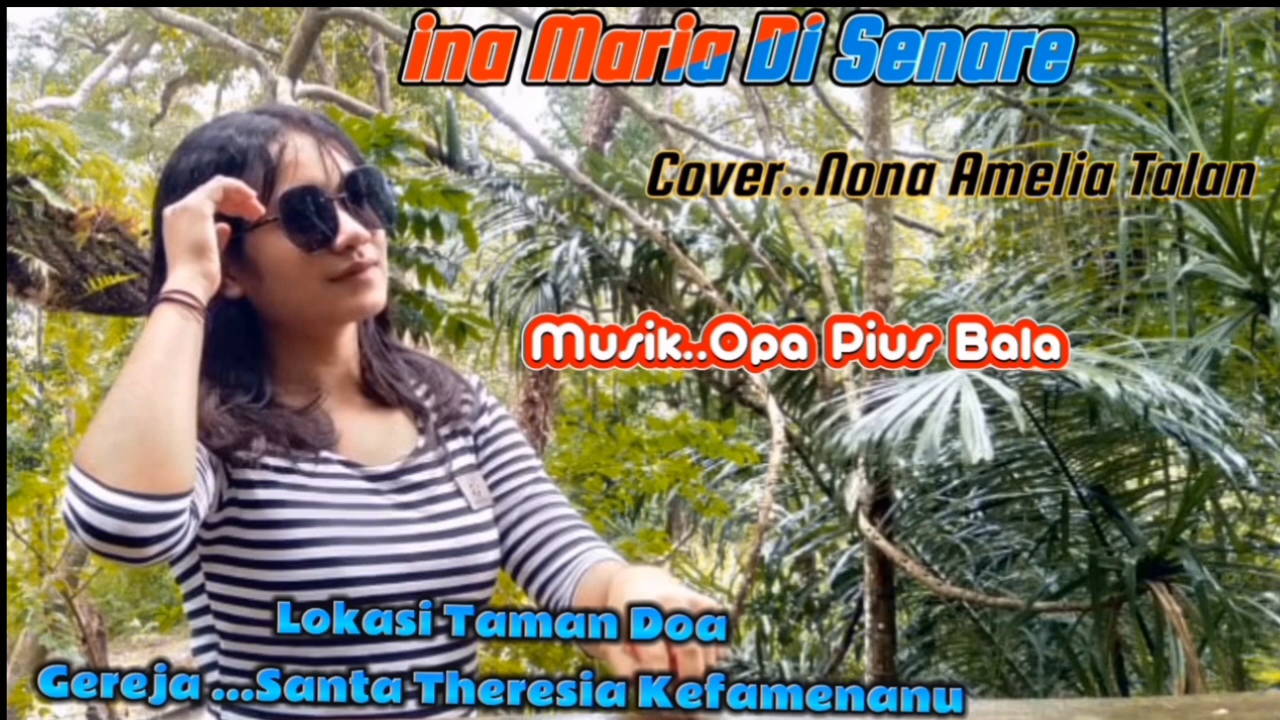 ina Maria Di Senare
Cover..Nona Amelia Talan
Musik..Opa Pius Bala
Lokasi Taman Doa
Gereja ...Santa Theresia Kefamenanu